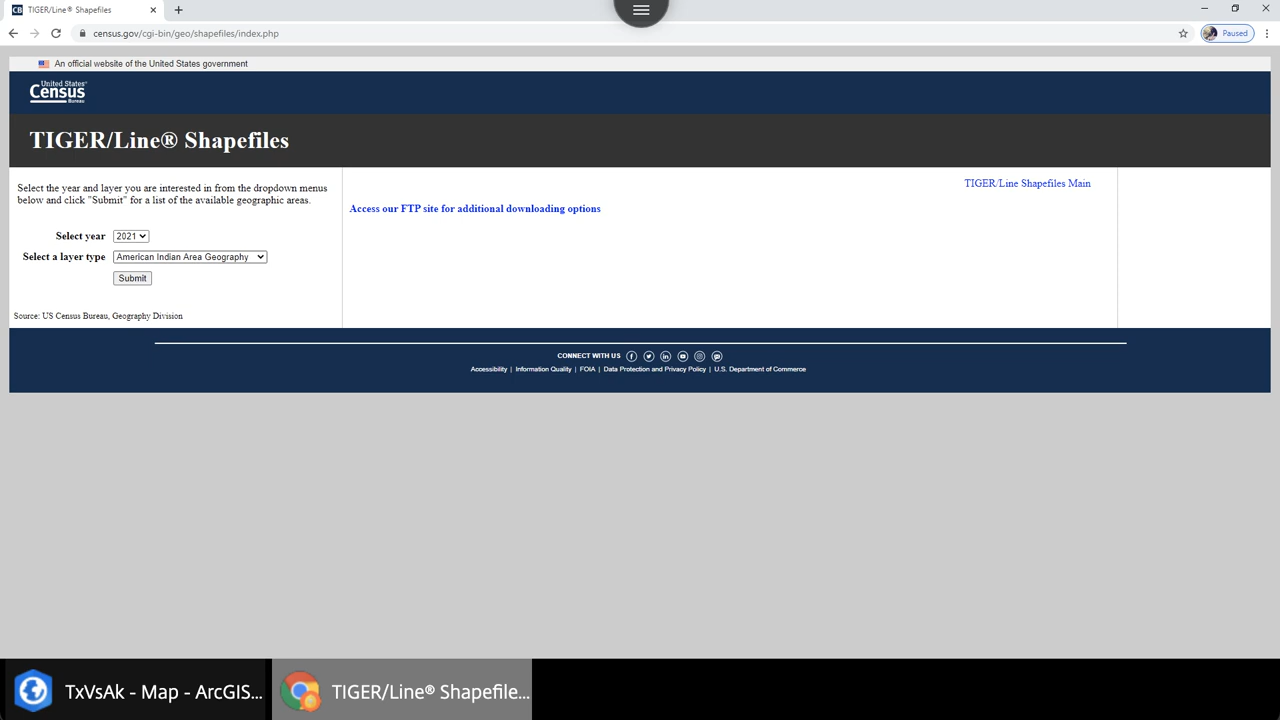 CB TIGER/Line® Shapefiles
census.gov/cgi-bin/geo/shapefiles/index.php
Paused
An official website of the United States government
United States®
Census
Bureau
TIGER/Line® Shapefiles
Select the year and layer you are interested in from the dropdown menus
below and click "Submit" for a list of the available geographic areas.
Select year 2021
Select a layer type American Indian Area Geography
Submit
Source: US Census Bureau, Geography Division
TIGER/Line Shapefiles Main
Access our FTP site for additional downloading options
CONNECT WITH US
Accessibility | Information Quality | FOIA | Data Protection and Privacy Policy | U.S. Department of Commerce
TxVsAk - Map - ArcGIS...
TIGER/Line® Shapefile...